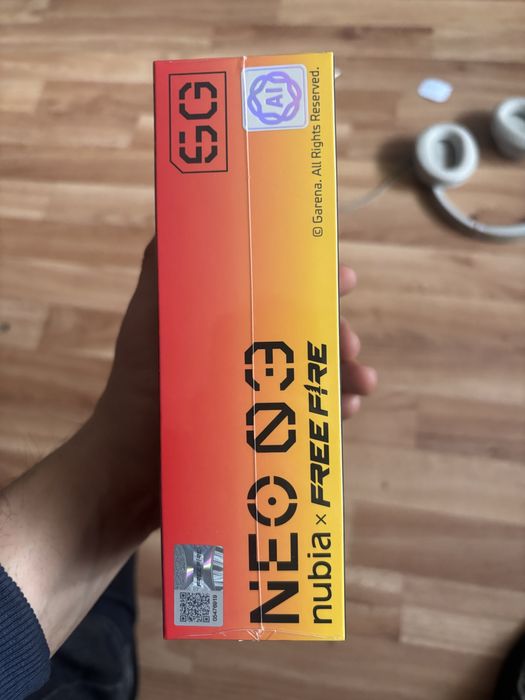 5G
AI
NEO 03
nubia × FREE FIRE
© Garena. All Rights Reserved.